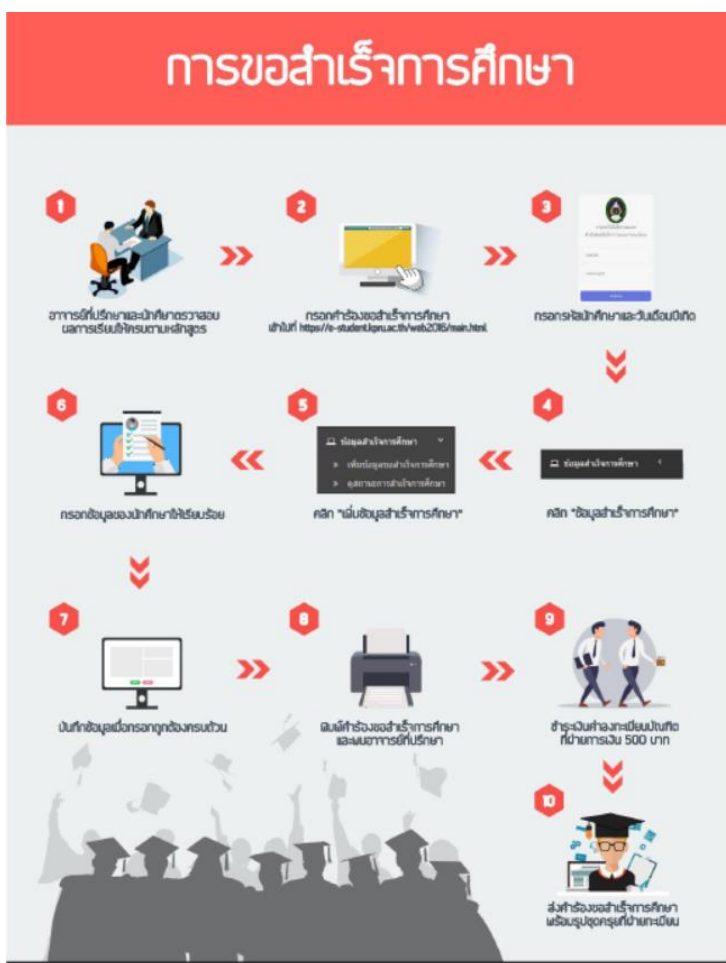 การขอสำเร็จการศึกษา
1
อาจารย์ที่ปรึกษาและนักศึกษาตรวจสอบ
ผลการเรียนให้ครบตามหลักสูตร
2
กรอกคำร้องขอสำเร็จการศึกษา
เข้าไปที่ https://e-student.kpru.ac.th/web2016/main.html
3
กรอกรหัสนักศึกษาและวันเดือนปีเกิด
4
ข้อมูลสำเร็จการศึกษา
คลิก "ข้อมูลสำเร็จการศึกษา"
5
ข้อมูลสำเร็จการศึกษา
» เพิ่มข้อมูลขอสำเร็จการศึกษา
» ดูสถานะการสำเร็จการศึกษา
คลิก "เพิ่มข้อมูลสำเร็จการศึกษา"
6
กรอกข้อมูลของนักศึกษาให้เรียบร้อย
7
บันทึกข้อมูลเมื่อกรอกถูกต้องครบถ้วน
8
พิมพ์คำร้องขอสำเร็จการศึกษา
และพบอาจารย์ที่ปรึกษา
9
ชำระเงินค่าลงทะเบียนบัณฑิต
ที่ฝ่ายการเงิน 500 บาท
10
ส่งคำร้องขอสำเร็จการศึกษา
พร้อมรูปชุดครุยที่ฝ่ายทะเบียน